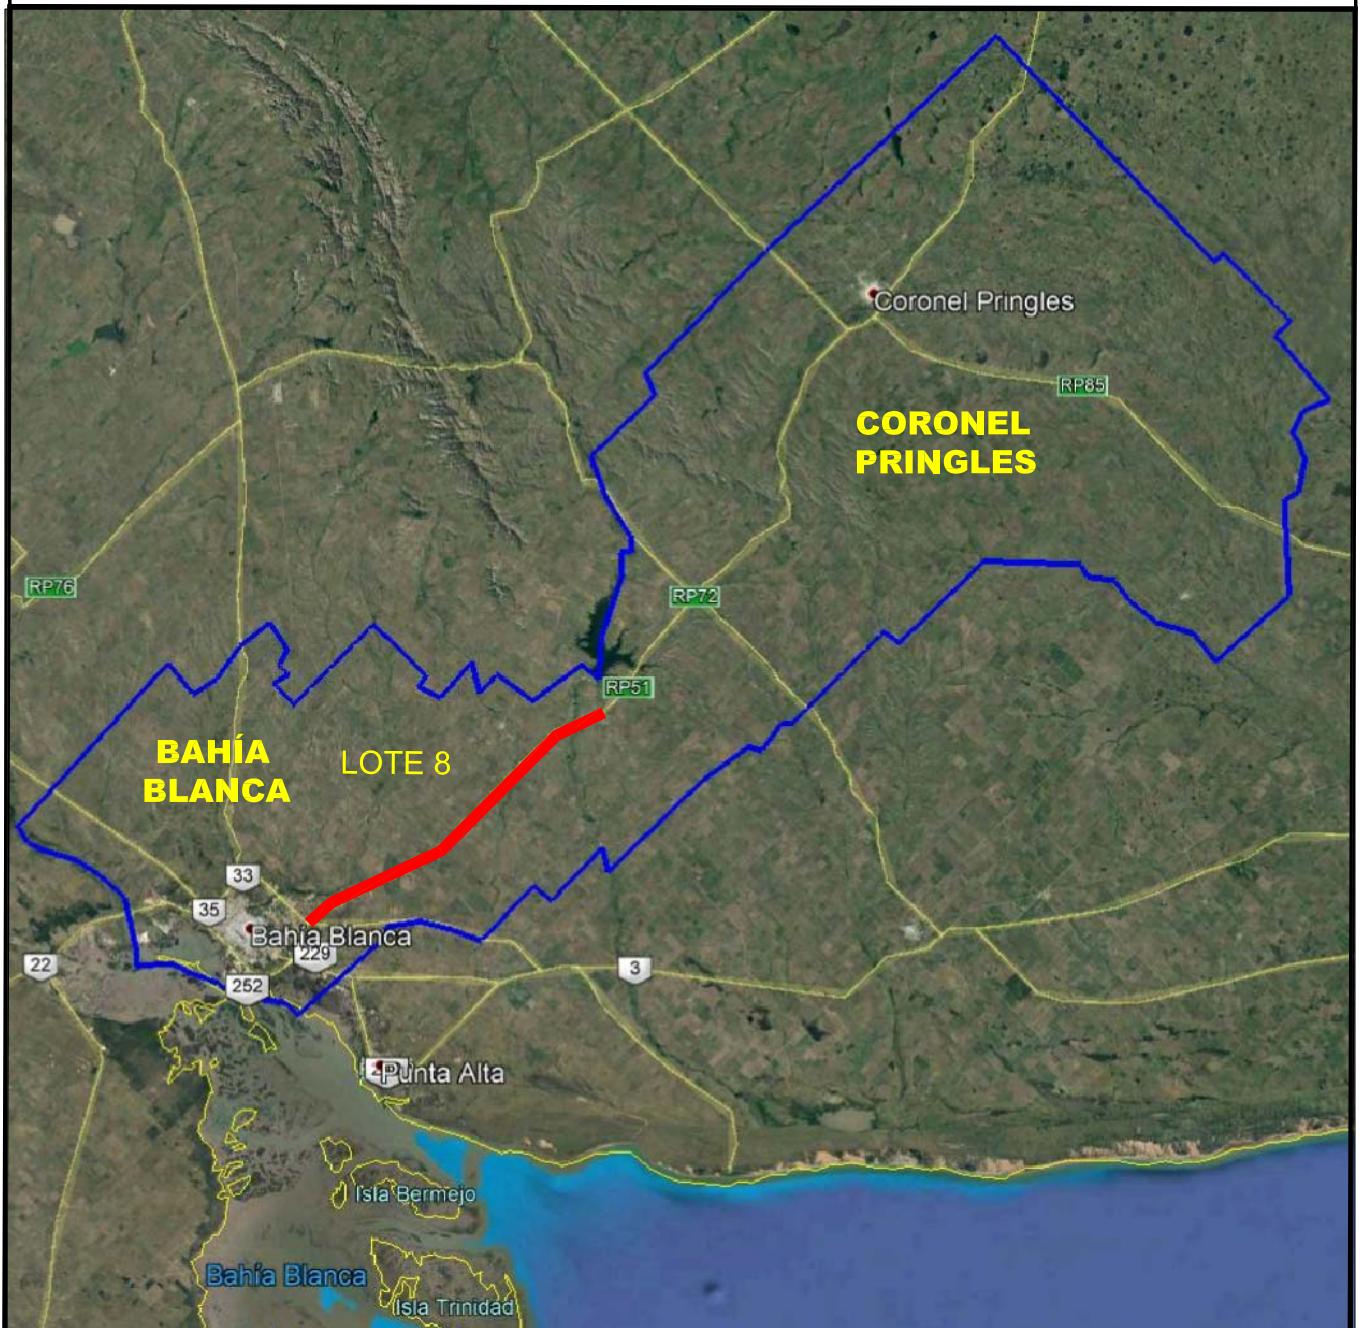 Coronel Pringles
RP85
CORONEL
PRINGLES
RP76
RP72
RP51
BAHÍA
BLANCA
LOTE 8
33
35
Bahía Blanca
229
22
3
252
Punta Alta
Isla Bermejo
Bahía Blanca
Isla Trinidad